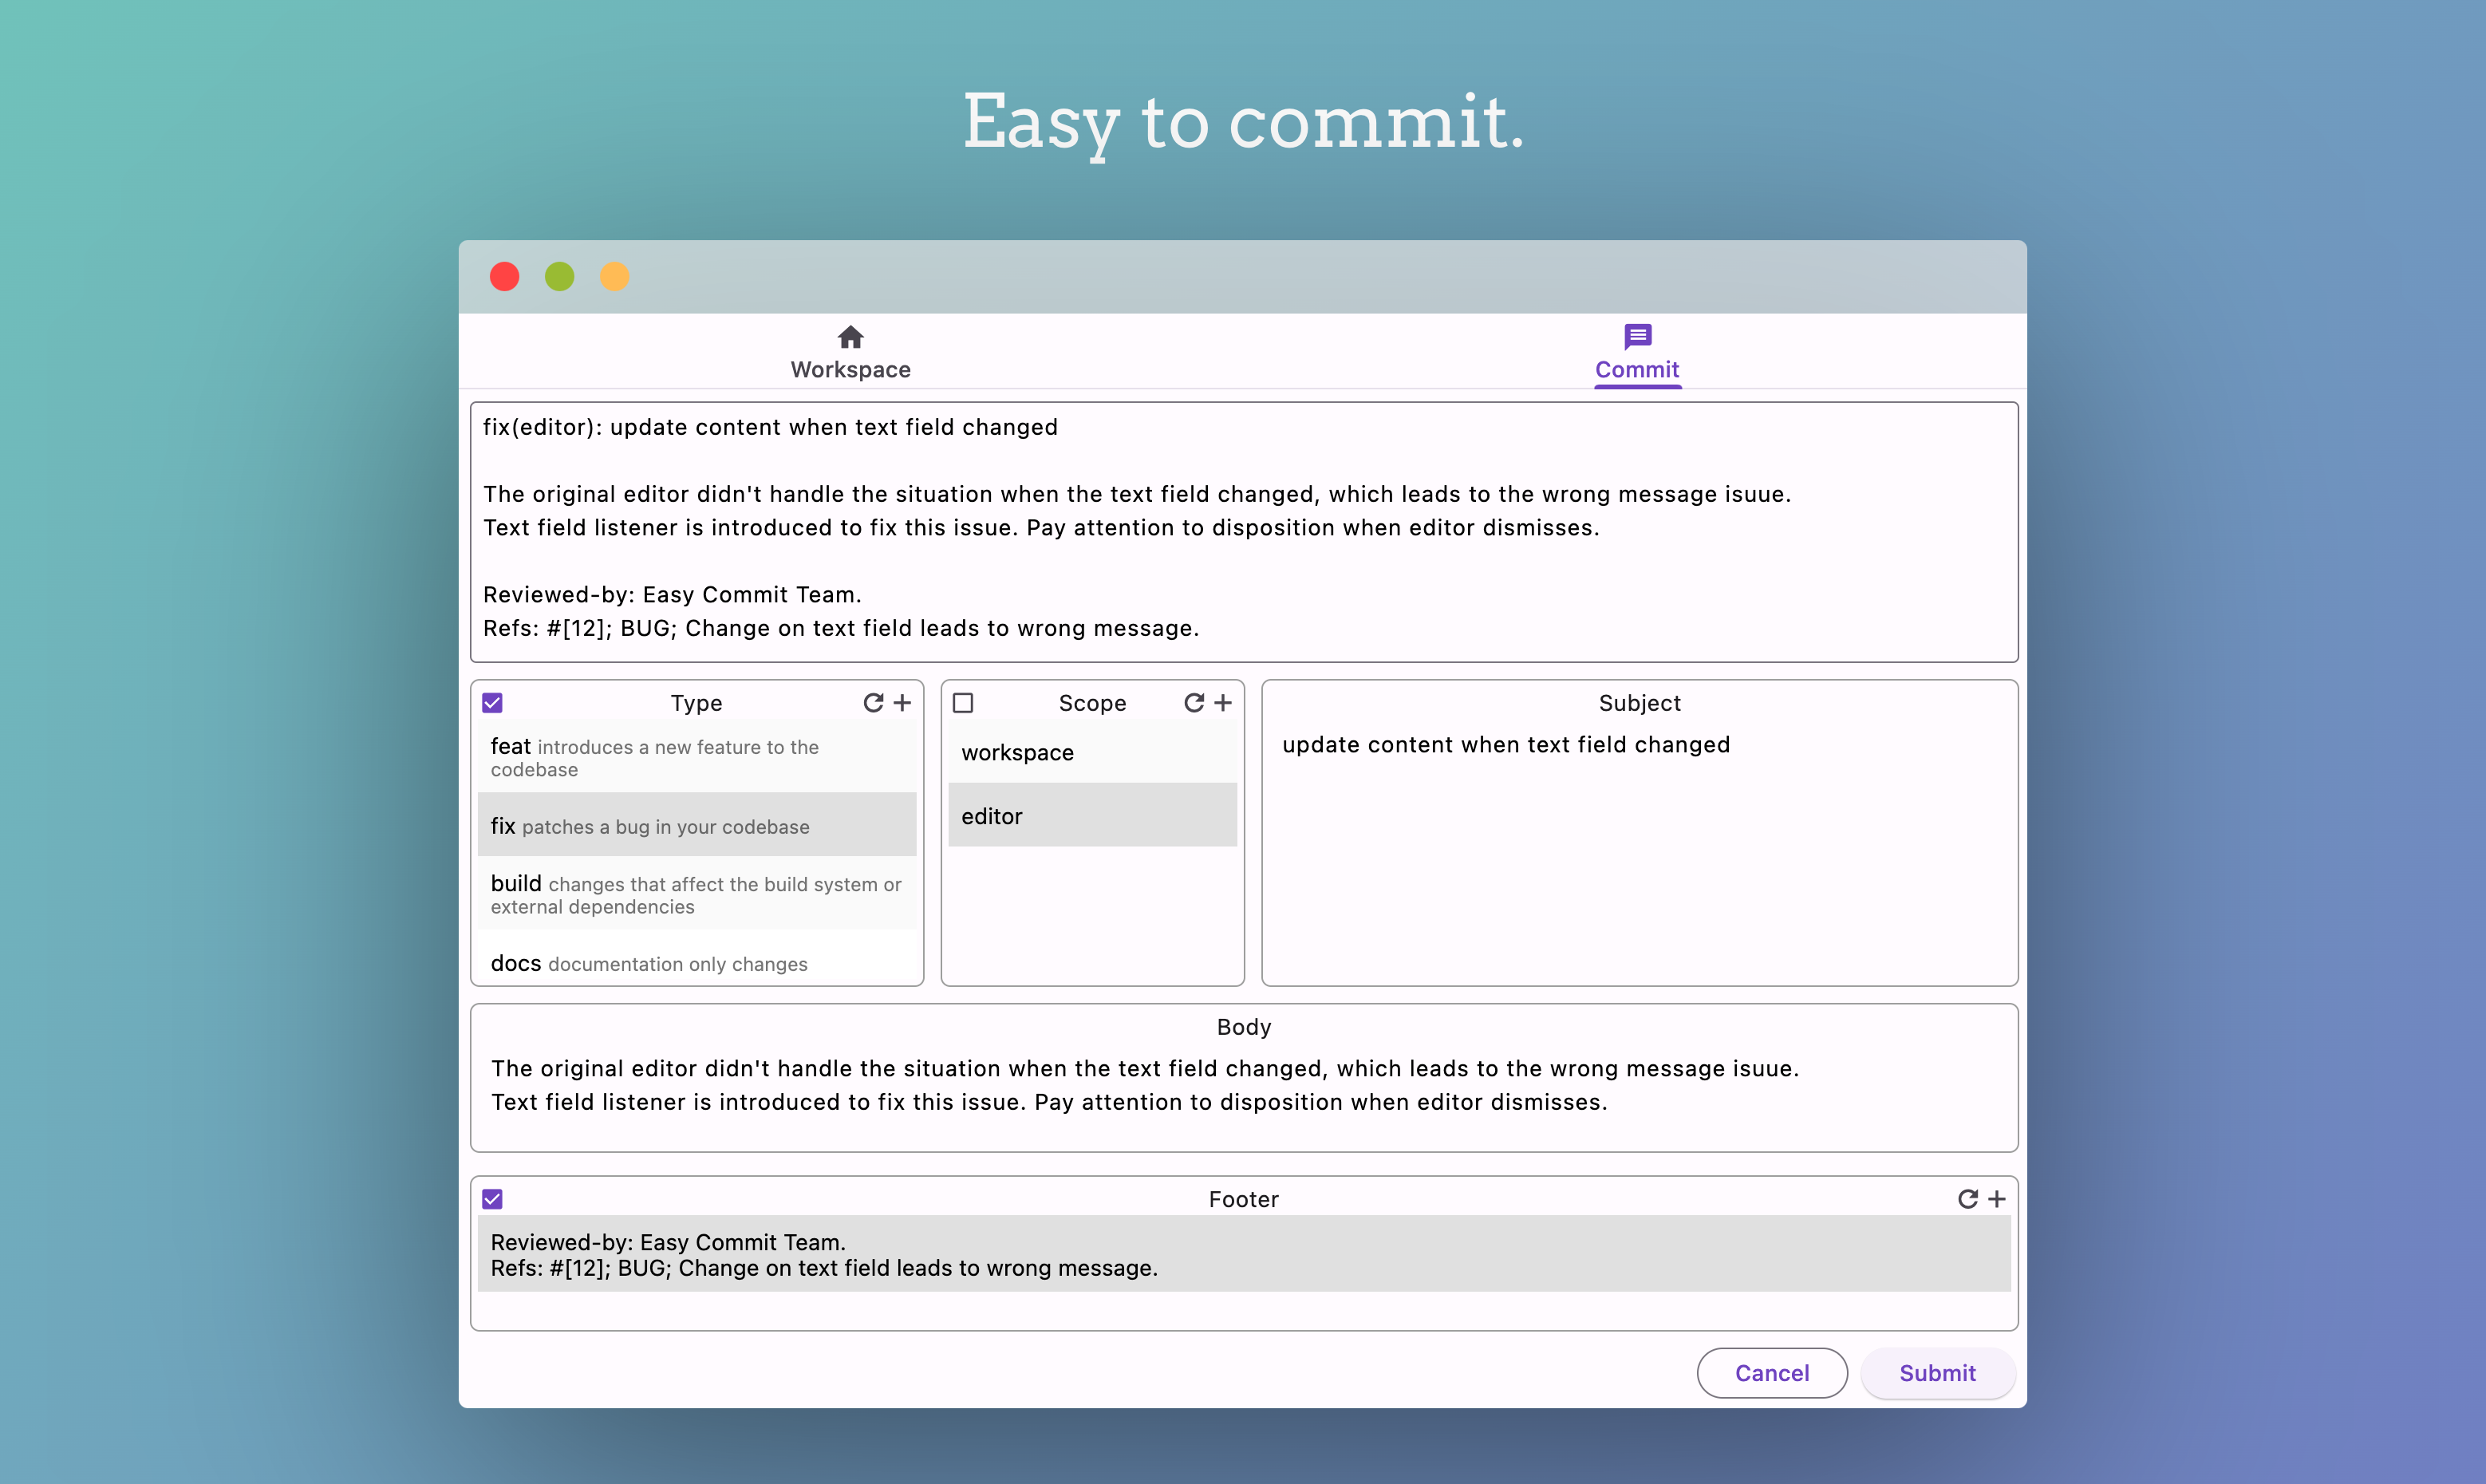 Easy to commit.
Workspace
Commit
fix(editor): update content when text field changed
The original editor didn't handle the situation when the text field changed, which leads to the wrong message isuue.
Text field listener is introduced to fix this issue. Pay attention to disposition when editor dismisses.
Reviewed-by: Easy Commit Team.
Refs: #[12]; BUG; Change on text field leads to wrong message.
Type
feat introduces a new feature to the
codebase
fix patches a bug in your codebase
build changes that affect the build system or
external dependencies
docs documentation only changes
Scope
workspace
editor
Subject
update content when text field changed
Body
The original editor didn't handle the situation when the text field changed, which leads to the wrong message isuue.
Text field listener is introduced to fix this issue. Pay attention to disposition when editor dismisses.
Footer
Reviewed-by: Easy Commit Team.
Refs: #[12]; BUG; Change on text field leads to wrong message.
Cancel
Submit